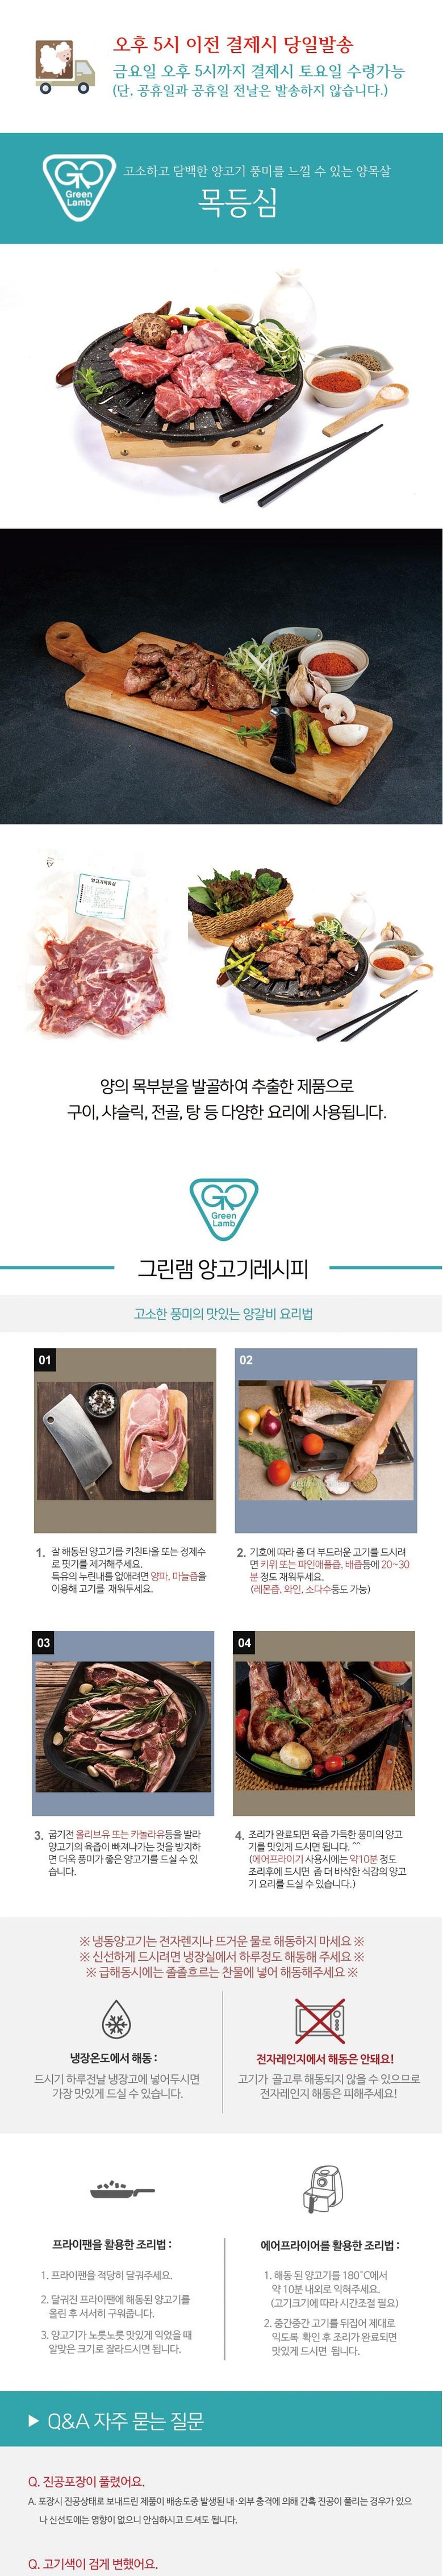 오후 5시 이전 결제시 당일발송
금요일 오후 5시까지 결제시 토요일 수령가능
(단, 공휴일과 공휴일 전날은 발송하지 않습니다.)
Green
Lamb
고소하고 담백한 양고기 풍미를 느낄 수 있는 양목살
목등심
양의 목부분을 발골하여 추출한 제품으로
구이, 샤슬릭, 전골, 탕 등 다양한 요리에 사용됩니다.
Green
Lamb
그린램 양고기레시피
고소한 풍미의 맛있는 양갈비 요리법
01
02
1. 잘 해동된 양고기를 키친타올 또는 정제수
로 핏기를 제거해주세요.
특유의 누린내를 없애려면 양파, 마늘즙을
이용해 고기를 재워두세요.
2. 기호에 따라 좀 더 부드러운 고기를 드시려
면 키위 또는 파인애플즙, 배즙등에 20~30
분 정도 재워두세요.
(레몬즙, 와인, 소다수등도 가능)
03
04
3. 굽기전 올리브유 또는 카놀라유등을 발라
양고기의 육즙이 빠져나가는 것을 방지하
면 더욱 풍미가 좋은 양고기를 드실 수 있
습니다.
4. 조리가 완료되면 육즙 가득한 풍미의 양고
기를 맛있게 드시면 됩니다. ^^
(에어프라이기 사용시에는 약10분 정도
조리후에 드시면 좀 더 바삭한 식감의 양고
기 요리를 드실 수 있습니다.)
※ 냉동양고기는 전자렌지나 뜨거운 물로 해동하지 마세요 ※
※ 신선하게 드시려면 냉장실에서 하루정도 해동해 주세요 ※
※ 급해동시에는 졸졸흐르는 찬물에 넣어 해동해주세요 ※
냉장온도에서 해동 :
드시기 하루전날 냉장고에 넣어두시면
가장 맛있게 드실 수 있습니다.
전자레인지에서 해동은 안돼요!
고기가 골고루 해동되지 않을 수 있으므로
전자레인지 해동은 피해주세요!
프라이팬을 활용한 조리법 :
1. 프라이팬을 적당히 달궈주세요.
2. 달궈진 프라이팬에 해동된 양고기를
올린 후 서서히 구워줍니다.
3. 양고기가 노릇노릇 맛있게 익었을 때
알맞은 크기로 잘라드시면 됩니다.
에어프라이어를 활용한 조리법 :
1. 해동 된 양고기를 180˚C에서
약 10분 내외로 익혀주세요.
(고기크기에 따라 시간조절 필요)
2. 중간중간 고기를 뒤집어 제대로
익도록 확인 후 조리가 완료되면
맛있게 드시면 됩니다.
▶ Q&A 자주 묻는 질문
Q. 진공포장이 풀렸어요.
A. 포장시 진공상태로 보내드린 제품이 배송도중 발생된 내·외부 충격에 의해 간혹 진공이 풀리는 경우가 있으
나 신선도에는 영향이 없으니 안심하시고 드셔도 됩니다.
Q. 고기색이 검게 변했어요.